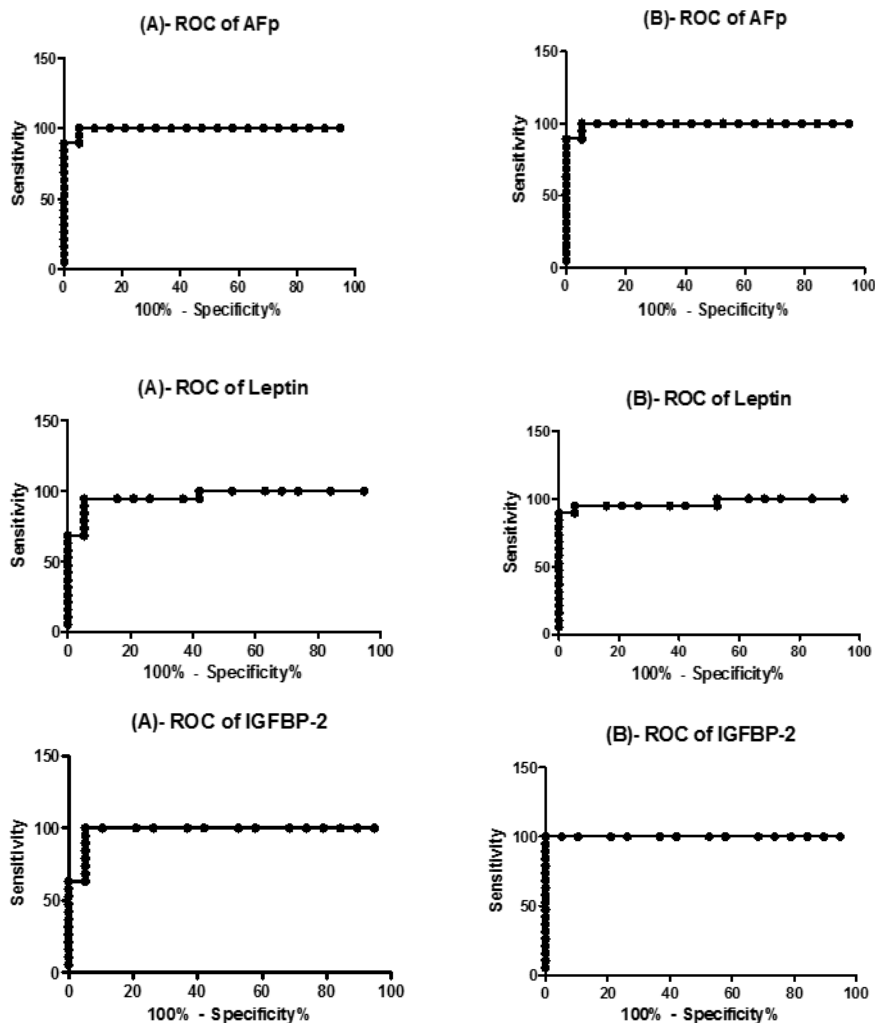 (A)- ROC of AFp
150
100
50
0
Sensitivity
0 20 40 60 80 100
100% - Specificity%
(B)- ROC of AFp
150
100
50
0
Sensitivity
0 20 40 60 80 100
100% - Specificity%
(A)- ROC of Leptin
150
100
50
0
Sensitivity
0 20 40 60 80 100
100% - Specificity%
(B)- ROC of Leptin
150
100
50
0
Sensitivity
0 20 40 60 80 100
100% - Specificity%
(A)- ROC of IGFBP-2
150
100
50
0
Sensitivity
0 20 40 60 80 100
100% - Specificity%
(B)- ROC of IGFBP-2
150
100
50
0
Sensitivity
0 20 40 60 80 100
100% - Specificity%